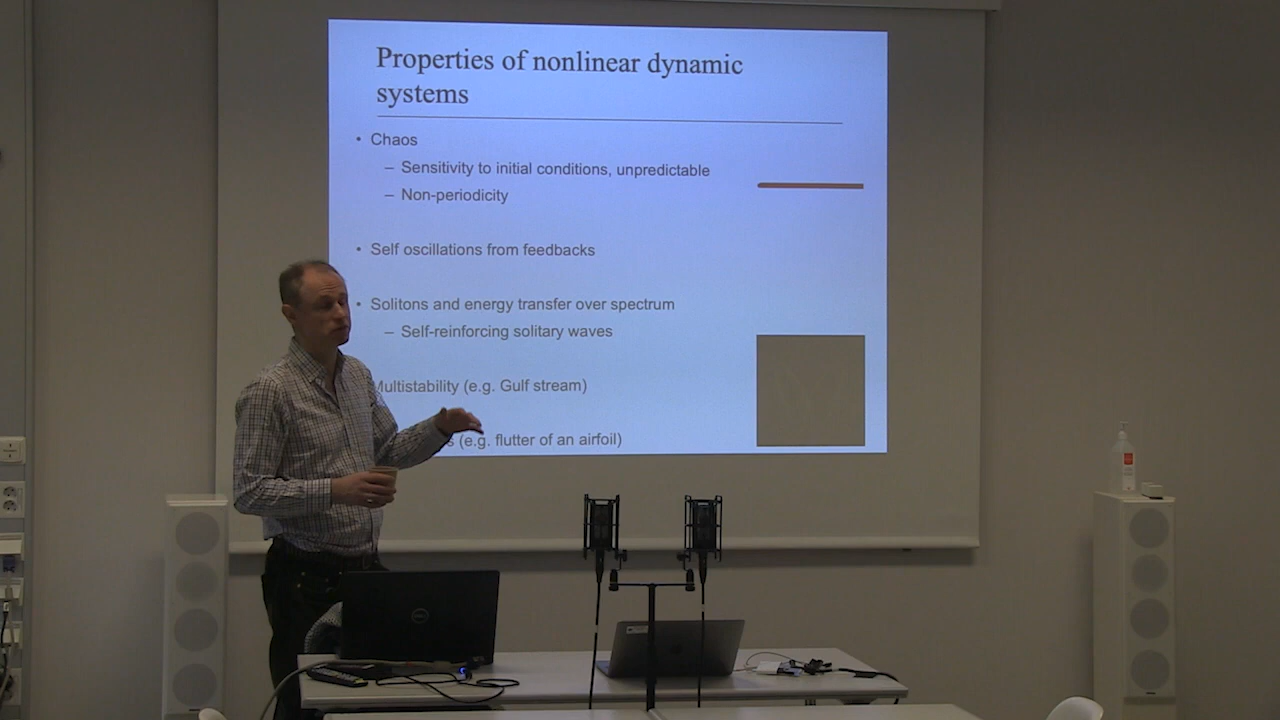 Properties of nonlinear dynamic
systems
• Chaos
– Sensitivity to initial conditions, unpredictable
– Non-periodicity
• Self oscillations from feedbacks
• Solitons and energy transfer over spectrum
– Self-reinforcing solitary waves
Multistability (e.g. Gulf stream)
(e.g. flutter of an airfoil)
DELL